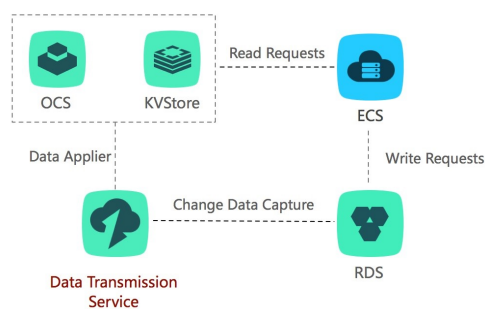 Read Requests
OCS
KVStore
ECS
Data Applier
Write Requests
Change Data Capture
RDS
Data Transmission
Service